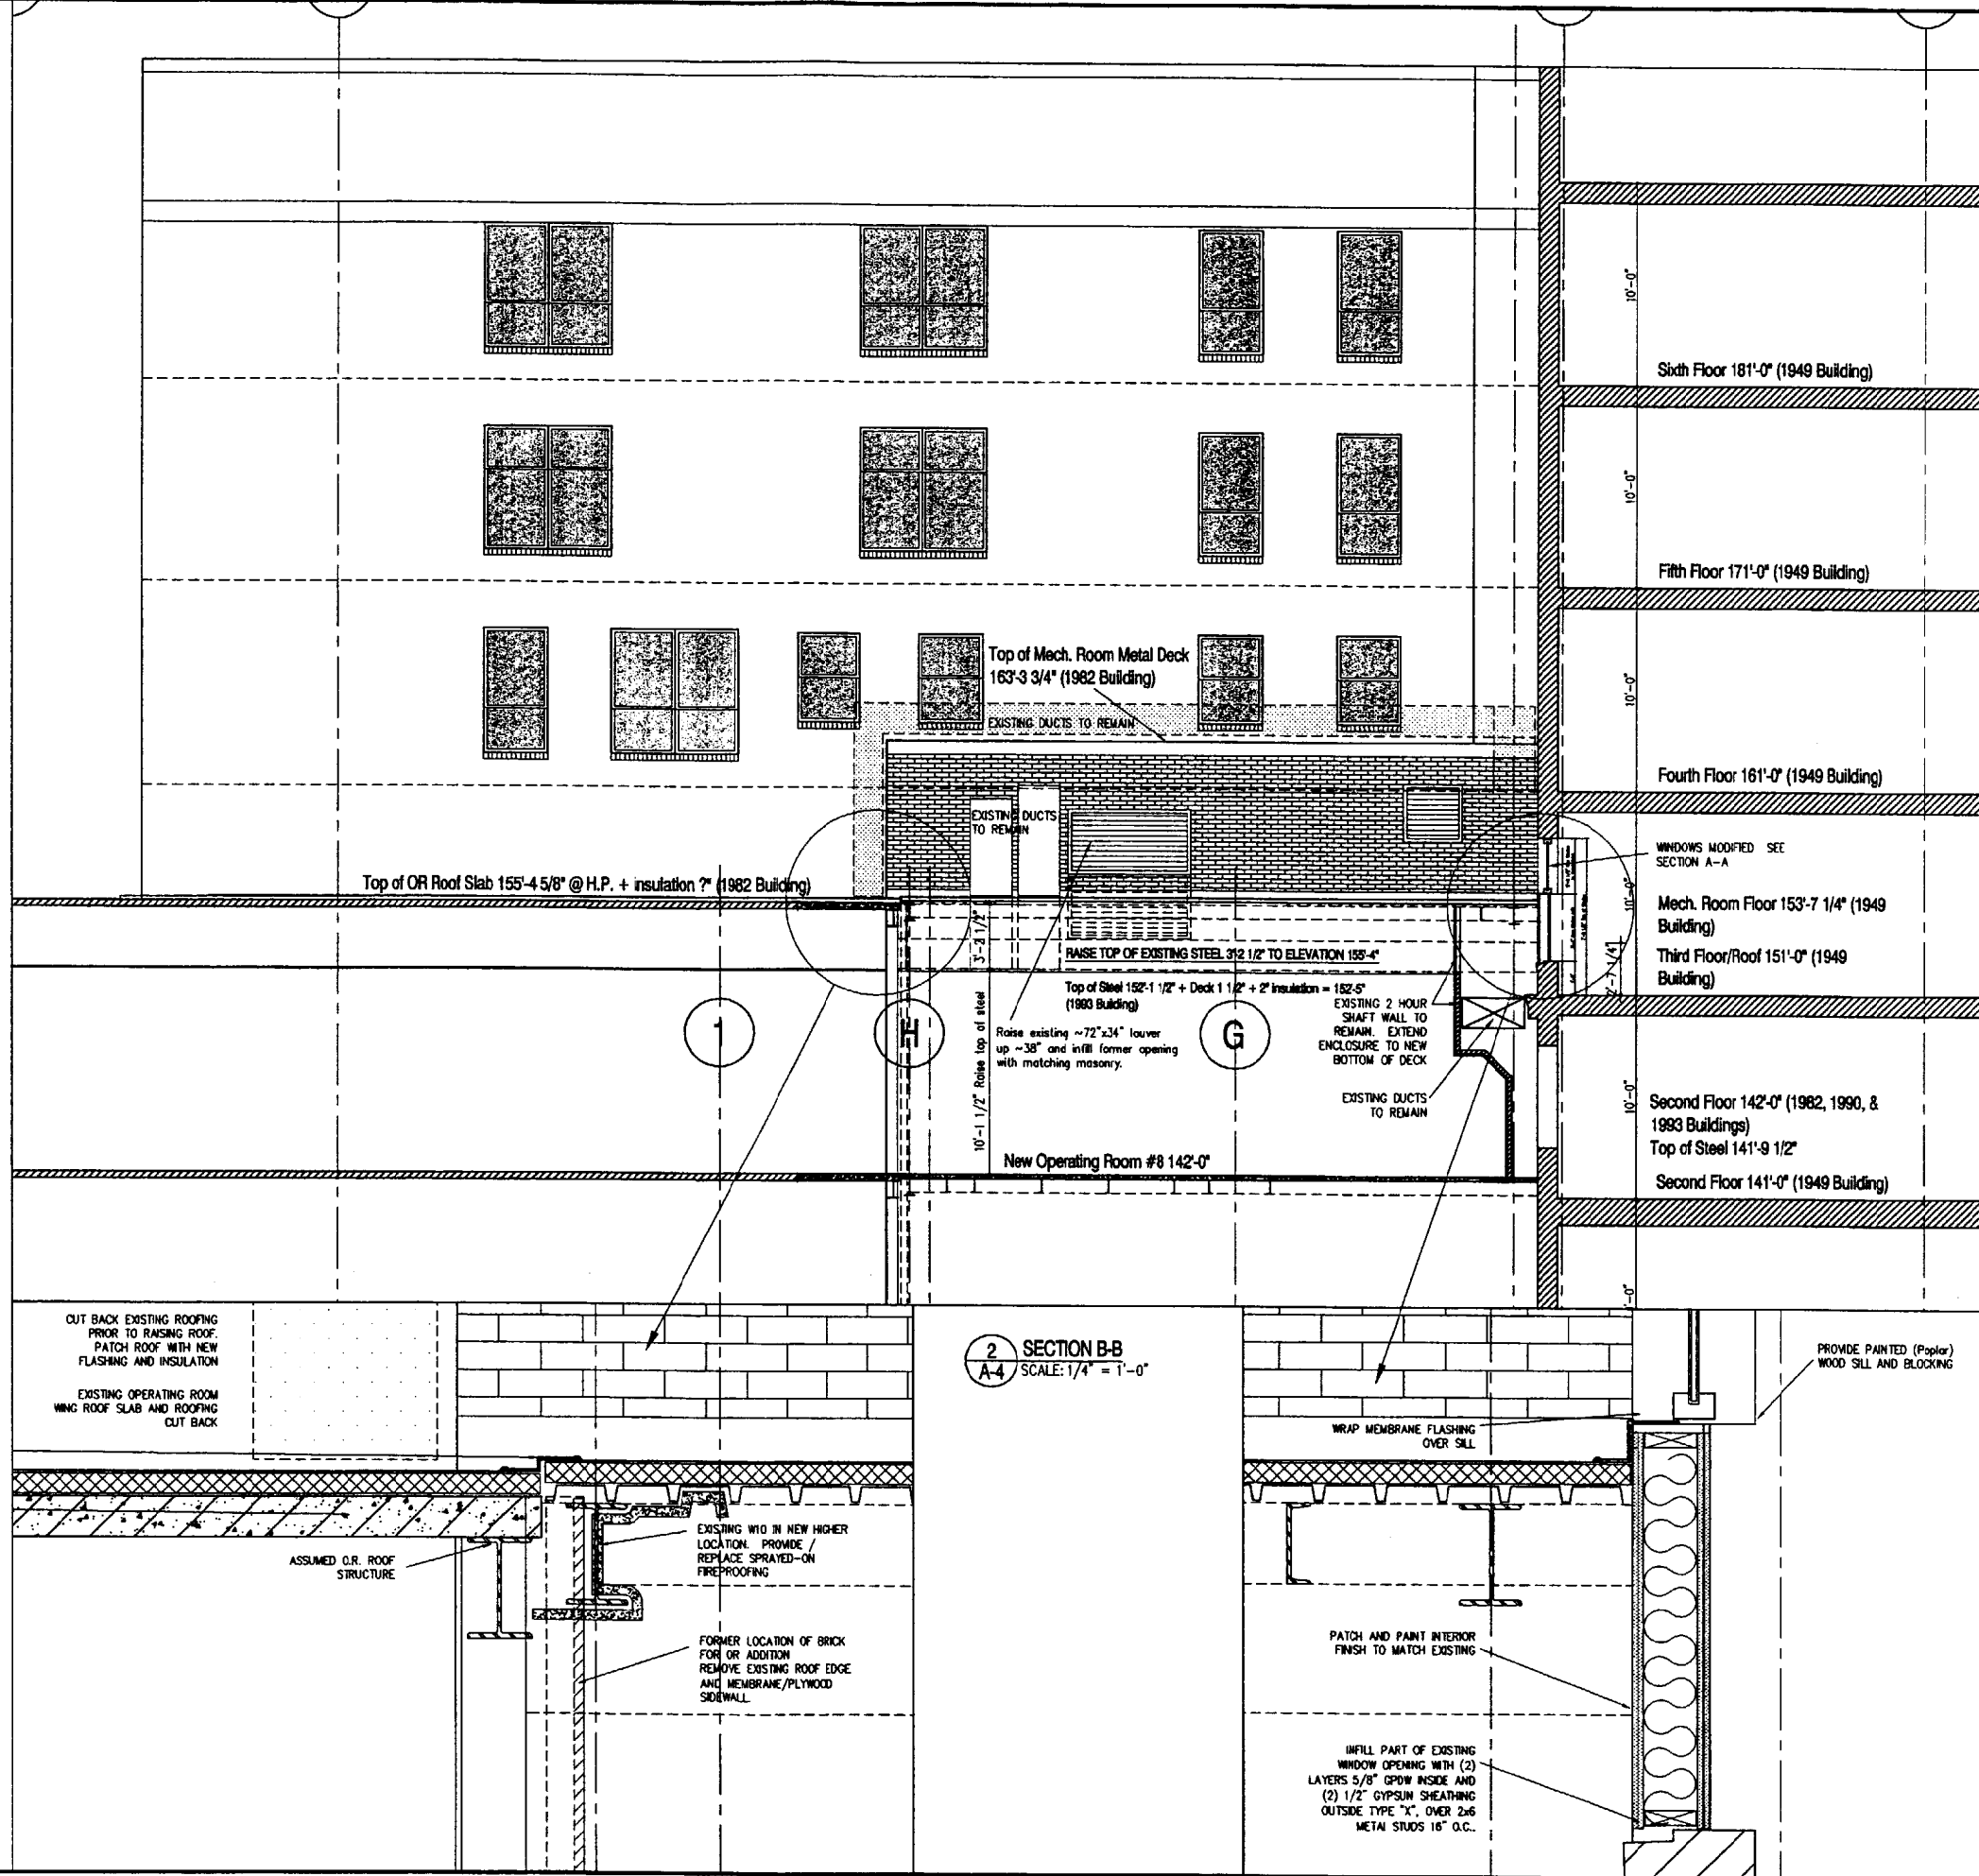 10'-0"
Sixth Floor 181'-0" (1949 Building)
10'-0"
Fifth Floor 171'-0" (1949 Building)
Top of Mech. Room Metal Deck
163'-3 3/4" (1982 Building)
10'-0"
EXISTING DUCTS TO REMAIN
Fourth Floor 161'-0" (1949 Building)
EXISTING DUCTS
TO REMAIN
WINDOWS MODIFIED SEE
SECTION A-A
Top of OR Roof Slab 155'-4 5/8" @ H.P. + insulation ?" (1982 Building)
10'-0"
Mech. Room Floor 153'-7 1/4" (1949
Building)
3'-2 1/2"
RAISE TOP OF EXISTING STEEL 3'2 1/2" TO ELEVATION 155'-4"
Third Floor/Roof 151'-0" (1949
Building)
2'-7 1/4"
Top of Steel 152'-1 1/2" + Deck 1 1/2" + 2" insulation = 152'-5"
(1993 Building)
EXISTING 2 HOUR
SHAFT WALL TO
REMAIN. EXTEND
ENCLOSURE TO NEW
BOTTOM OF DECK
1
H
G
Raise existing ~72"x34" louver
up ~38" and infill former opening
with matching masonry.
10'-1 1/2" Raise top of steel
EXISTING DUCTS
TO REMAIN
10'-0"
Second Floor 142'-0" (1982, 1990, &
1993 Buildings)
Top of Steel 141'-9 1/2"
New Operating Room #8 142'-0"
Second Floor 141'-0" (1949 Building)
CUT BACK EXISTING ROOFING
PRIOR TO RAISING ROOF.
PATCH ROOF WITH NEW
FLASHING AND INSULATION
EXISTING OPERATING ROOM
WING ROOF SLAB AND ROOFING
CUT BACK
2
A-4
SECTION B-B
SCALE: 1/4" = 1'-0"
PROVIDE PAINTED (Poplar)
WOOD SILL AND BLOCKING
WRAP MEMBRANE FLASHING
OVER SILL
ASSUMED O.R. ROOF
STRUCTURE
EXISTING W10 IN NEW HIGHER
LOCATION. PROVIDE /
REPLACE SPRAYED-ON
FIREPROOFING
FORMER LOCATION OF BRICK
FOR OR ADDITION
REMOVE EXISTING ROOF EDGE
AND MEMBRANE/PLYWOOD
SIDEWALL
PATCH AND PAINT INTERIOR
FINISH TO MATCH EXISTING
INFILL PART OF EXISTING
WINDOW OPENING WITH (2)
LAYERS 5/8" GPDW INSIDE AND
(2) 1/2" GYPSUN SHEATHING
OUTSIDE TYPE "X", OVER 2x6
METAl STUDS 16" O.C..